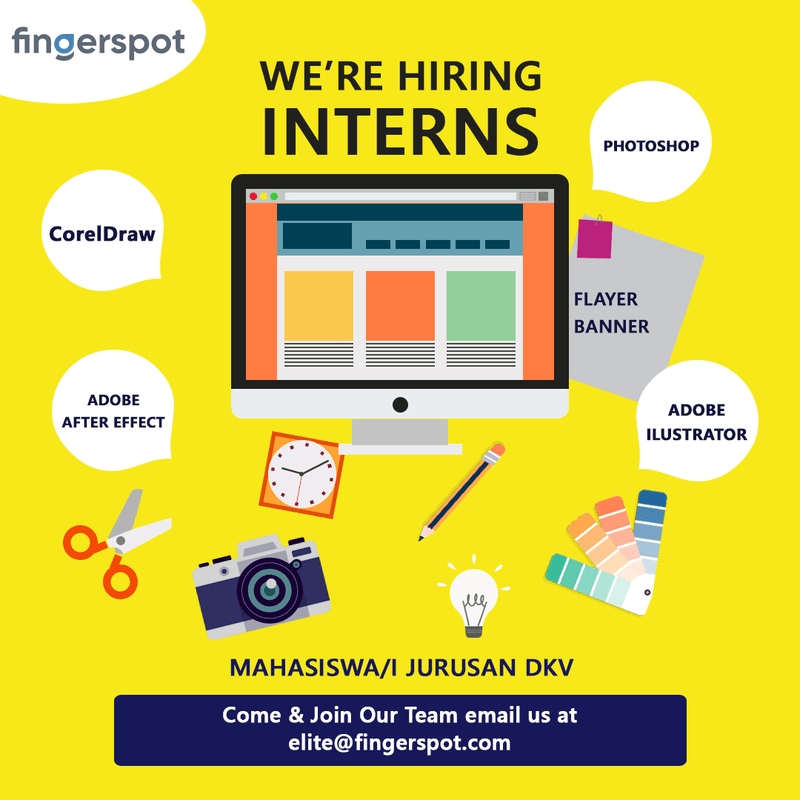 fingerspot
WE'RE HIRING
INTERNS
PHOTOSHOP
CorelDraw
FLAYER
BANNER
ADOBE
AFTER EFFECT
ADOBE
ILUSTRATOR
MAHASISWA/I JURUSAN DKV
Come & Join Our Team email us at
elite@fingerspot.com